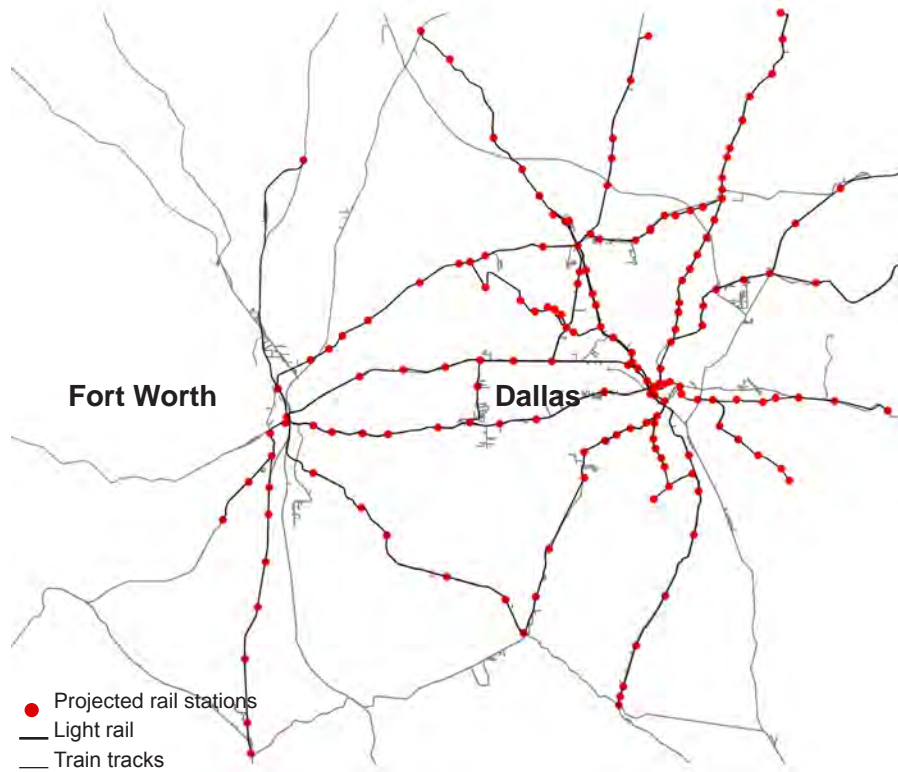 Fort Worth
Dallas
Projected rail stations
Light rail
Train tracks